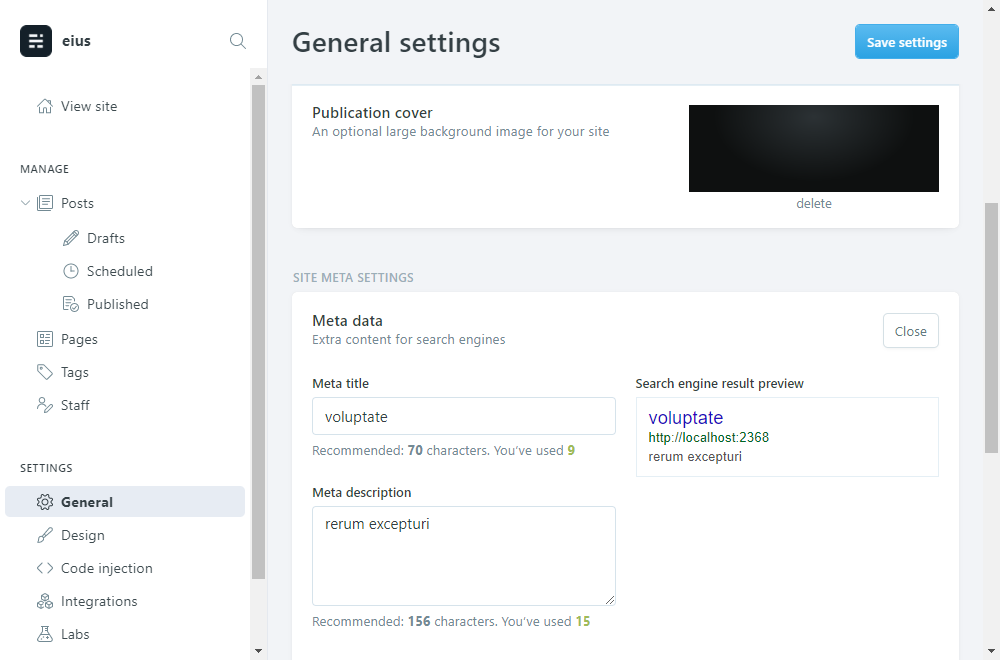 eius
View site
MANAGE
Posts
Drafts
Scheduled
Published
Pages
Tags
Staff
SETTINGS
General
Design
Code injection
Integrations
Labs
General settings
Save settings
Publication cover
An optional large background image for your site
delete
SITE META SETTINGS
Meta data
Extra content for search engines
Close
Meta title
voluptate
Recommended: 70 characters. You've used 9
Search engine result preview
voluptate
http://localhost:2368
rerum excepturi
Meta description
rerum excepturi
Recommended: 156 characters. You've used 15